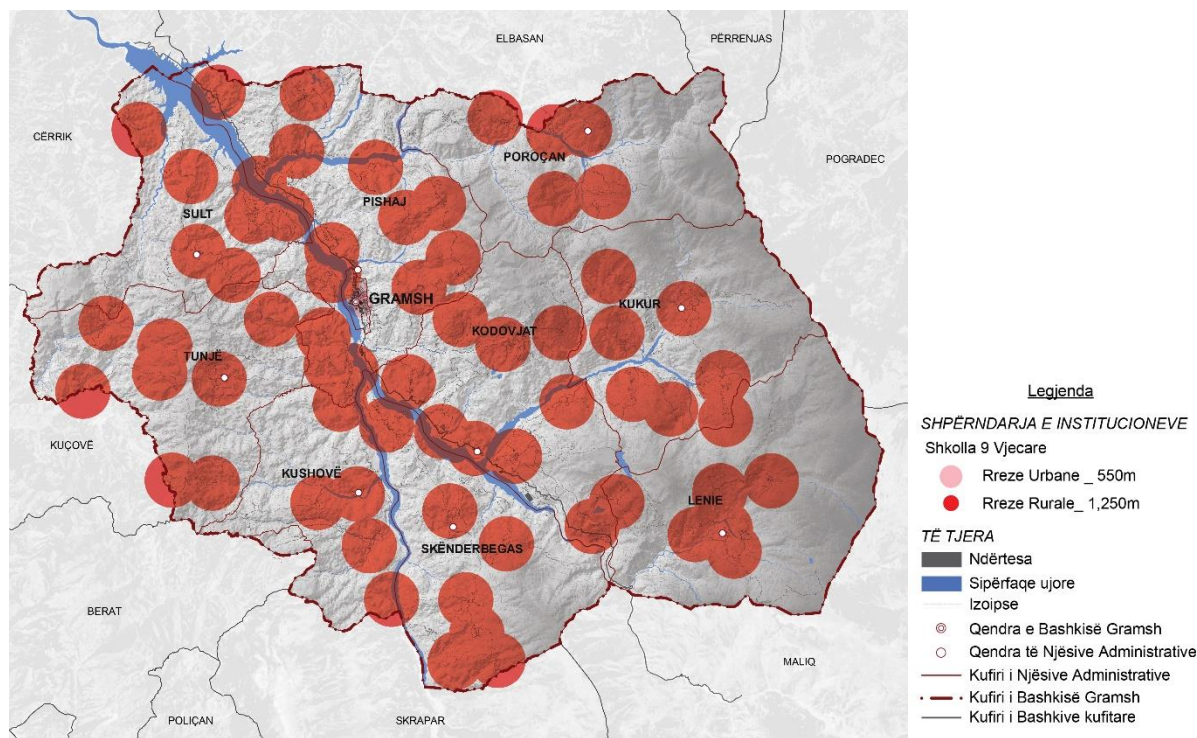 ELBASAN
PËRRENJAS
CËRRIK
POROÇAN
POGRADEC
PISHAJ
SULT
GRAMSH
KUKUR
KODOVJAT
TUNJË
KUÇOVË
KUSHOVË
LENIE
SKËNDERBEGAS
BERAT
MALIQ
POLIÇAN
SKRAPAR
Legjenda
SHPËRNDARJA E INSTITUCIONEVE
Shkolla 9 Vjecare
Rreze Urbane _ 550m
Rreze Rurale_ 1,250m
TË TJERA
Ndërtesa
Sipërfaqe ujore
Izoipse
Qendra e Bashkisë Gramsh
Qendra të Njësive Administrative
Kufiri i Njësive Administrative
Kufiri i Bashkisë Gramsh
Kufiri i Bashkive kufitare